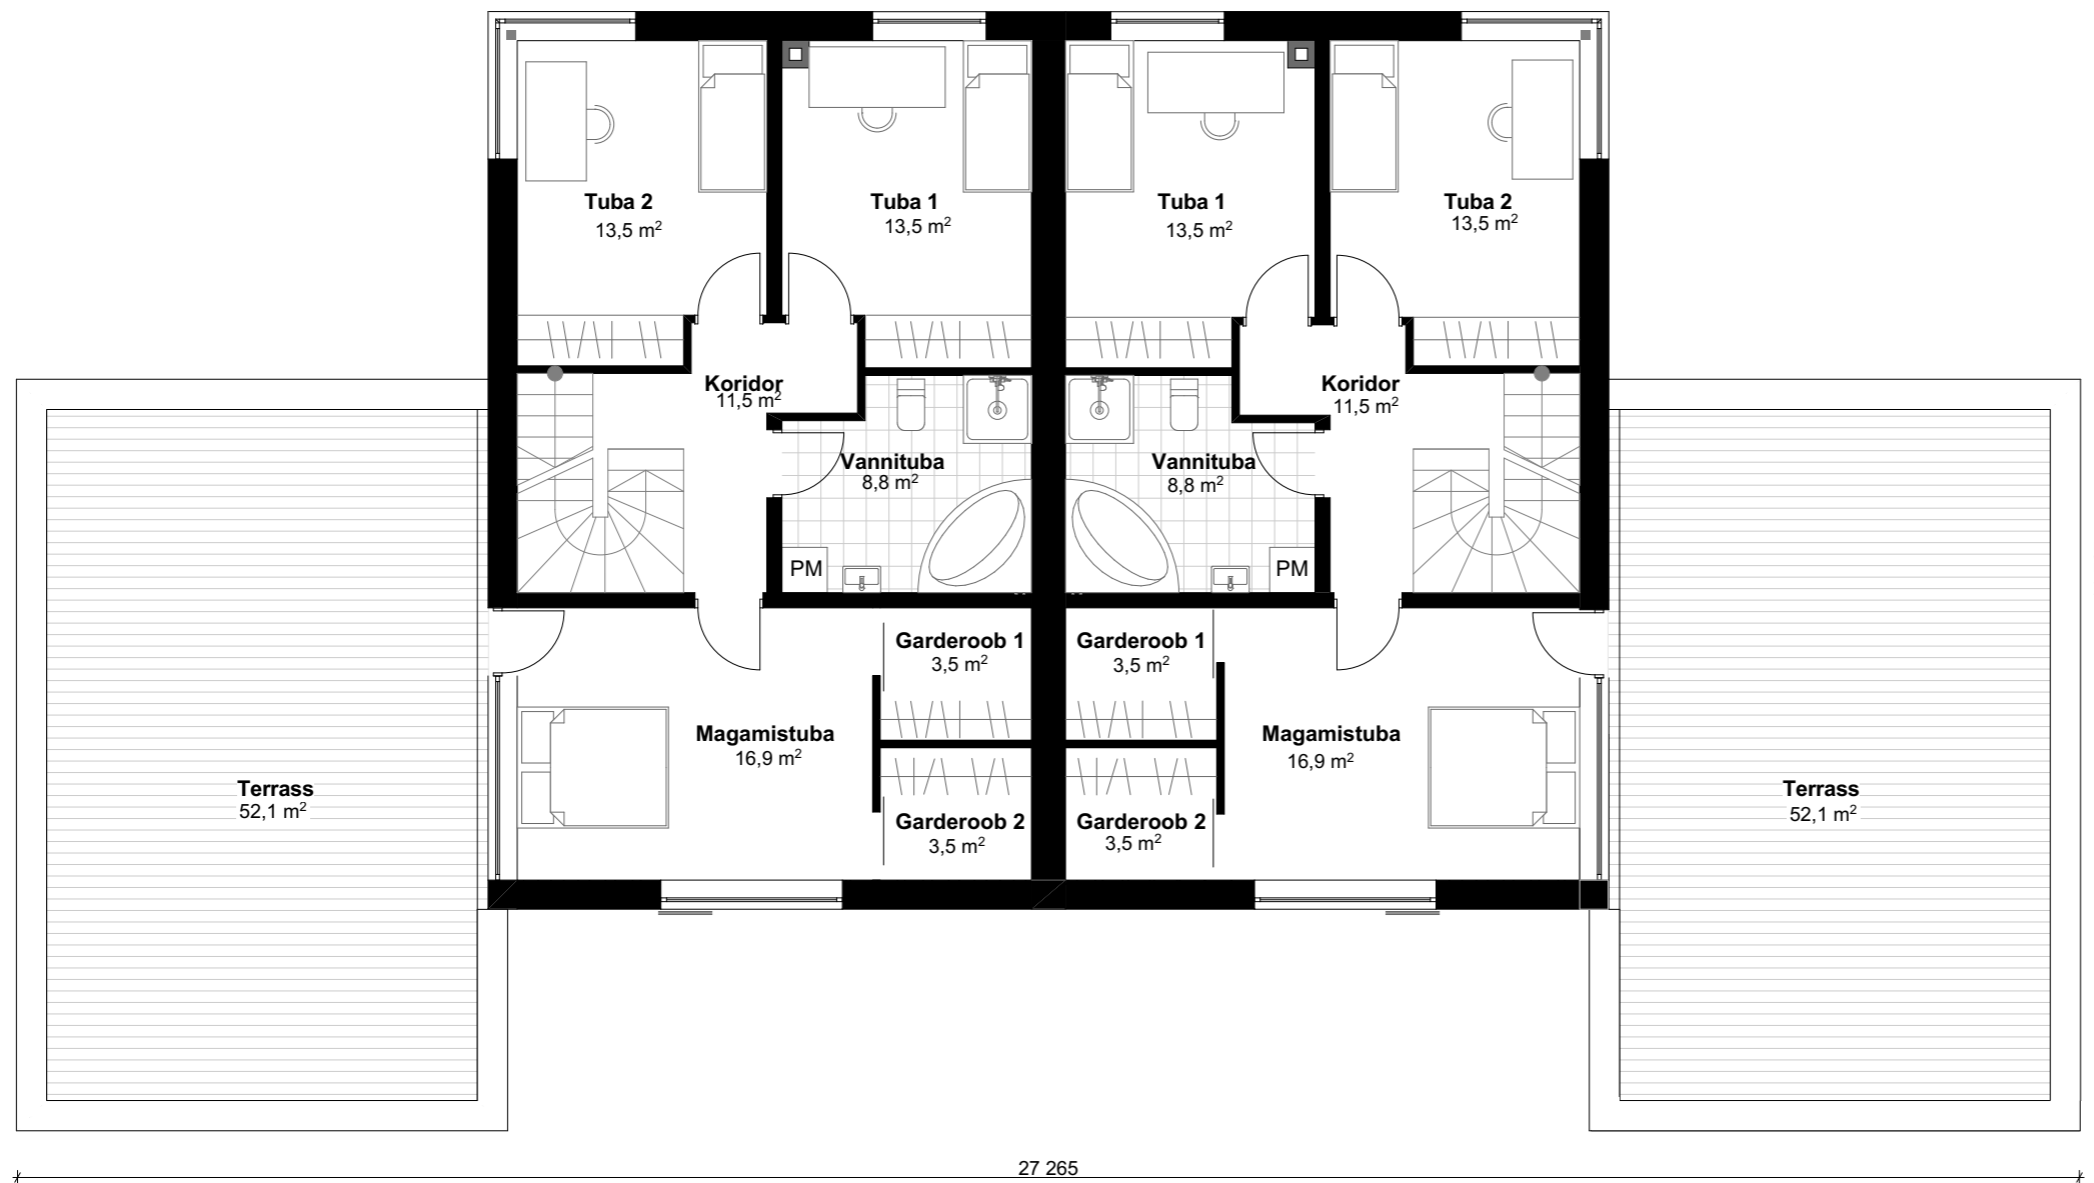 Tuba 2
13,5 m²
Tuba 1
13,5 m²
Tuba 1
13,5 m²
Tuba 2
13,5 m²
Koridor
11,5 m²
Koridor
11,5 m²
Vannituba
8,8 m²
Vannituba
8,8 m²
PM
PM
Garderoob 1
3,5 m²
Garderoob 1
3,5 m²
Magamistuba
16,9 m²
Magamistuba
16,9 m²
Terrass
52,1 m²
Terrass
52,1 m²
Garderoob 2
3,5 m²
Garderoob 2
3,5 m²
27 265